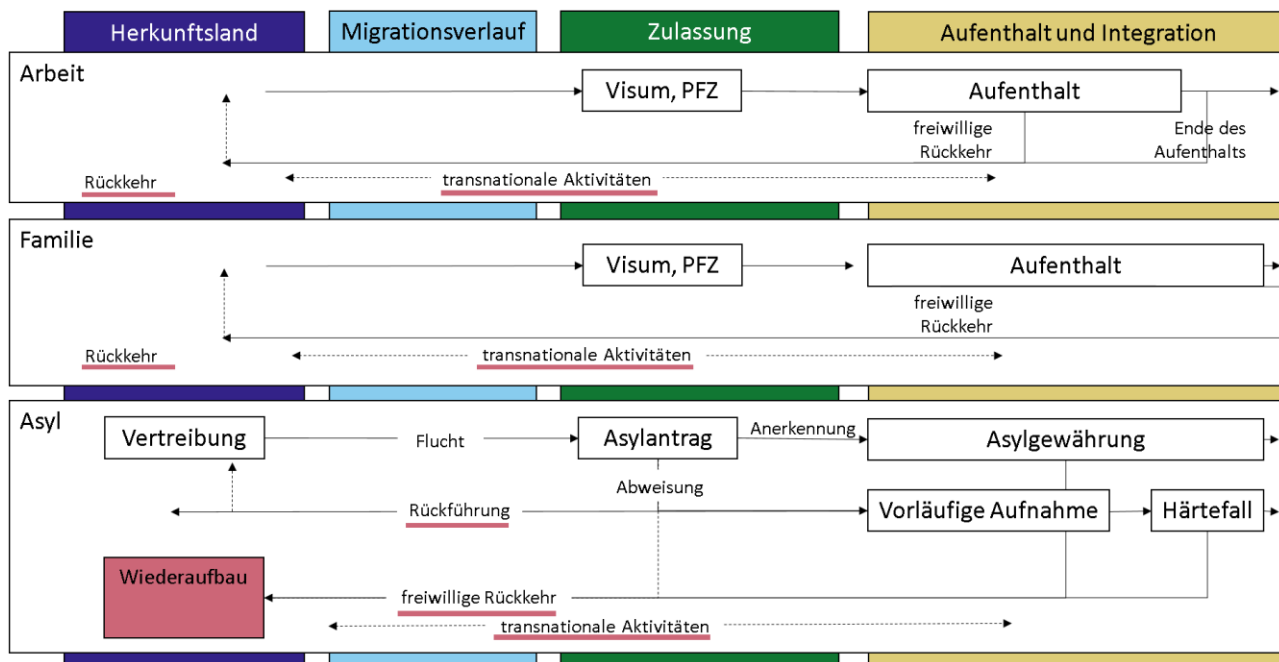 Herkunftsland
Migrationsverlauf
Zulassung
Aufenthalt und Integration
Arbeit
Visum, PFZ
Aufenthalt
freiwillige
Rückkehr
Ende des
Aufenthalts
Rückkehr
transnationale Aktivitäten
Familie
Visum, PFZ
Aufenthalt
freiwillige
Rückkehr
Rückkehr
transnationale Aktivitäten
Asyl
Vertreibung
Flucht
Asylantrag
Anerkennung
Asylgewährung
Abweisung
Rückführung
Vorläufige Aufnahme
Härtefall
Wiederaufbau
freiwillige Rückkehr
transnationale Aktivitäten